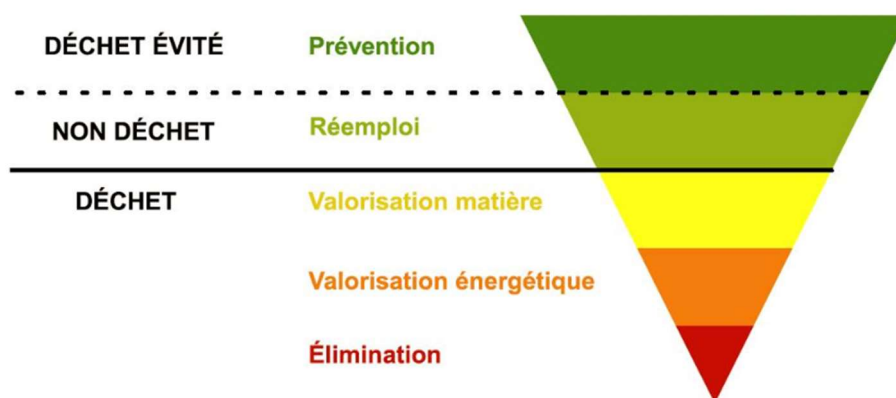 DÉCHET ÉVITÉ Prévention
NON DÉCHET Réemploi
DÉCHET Valorisation matière
Valorisation énergétique
Élimination